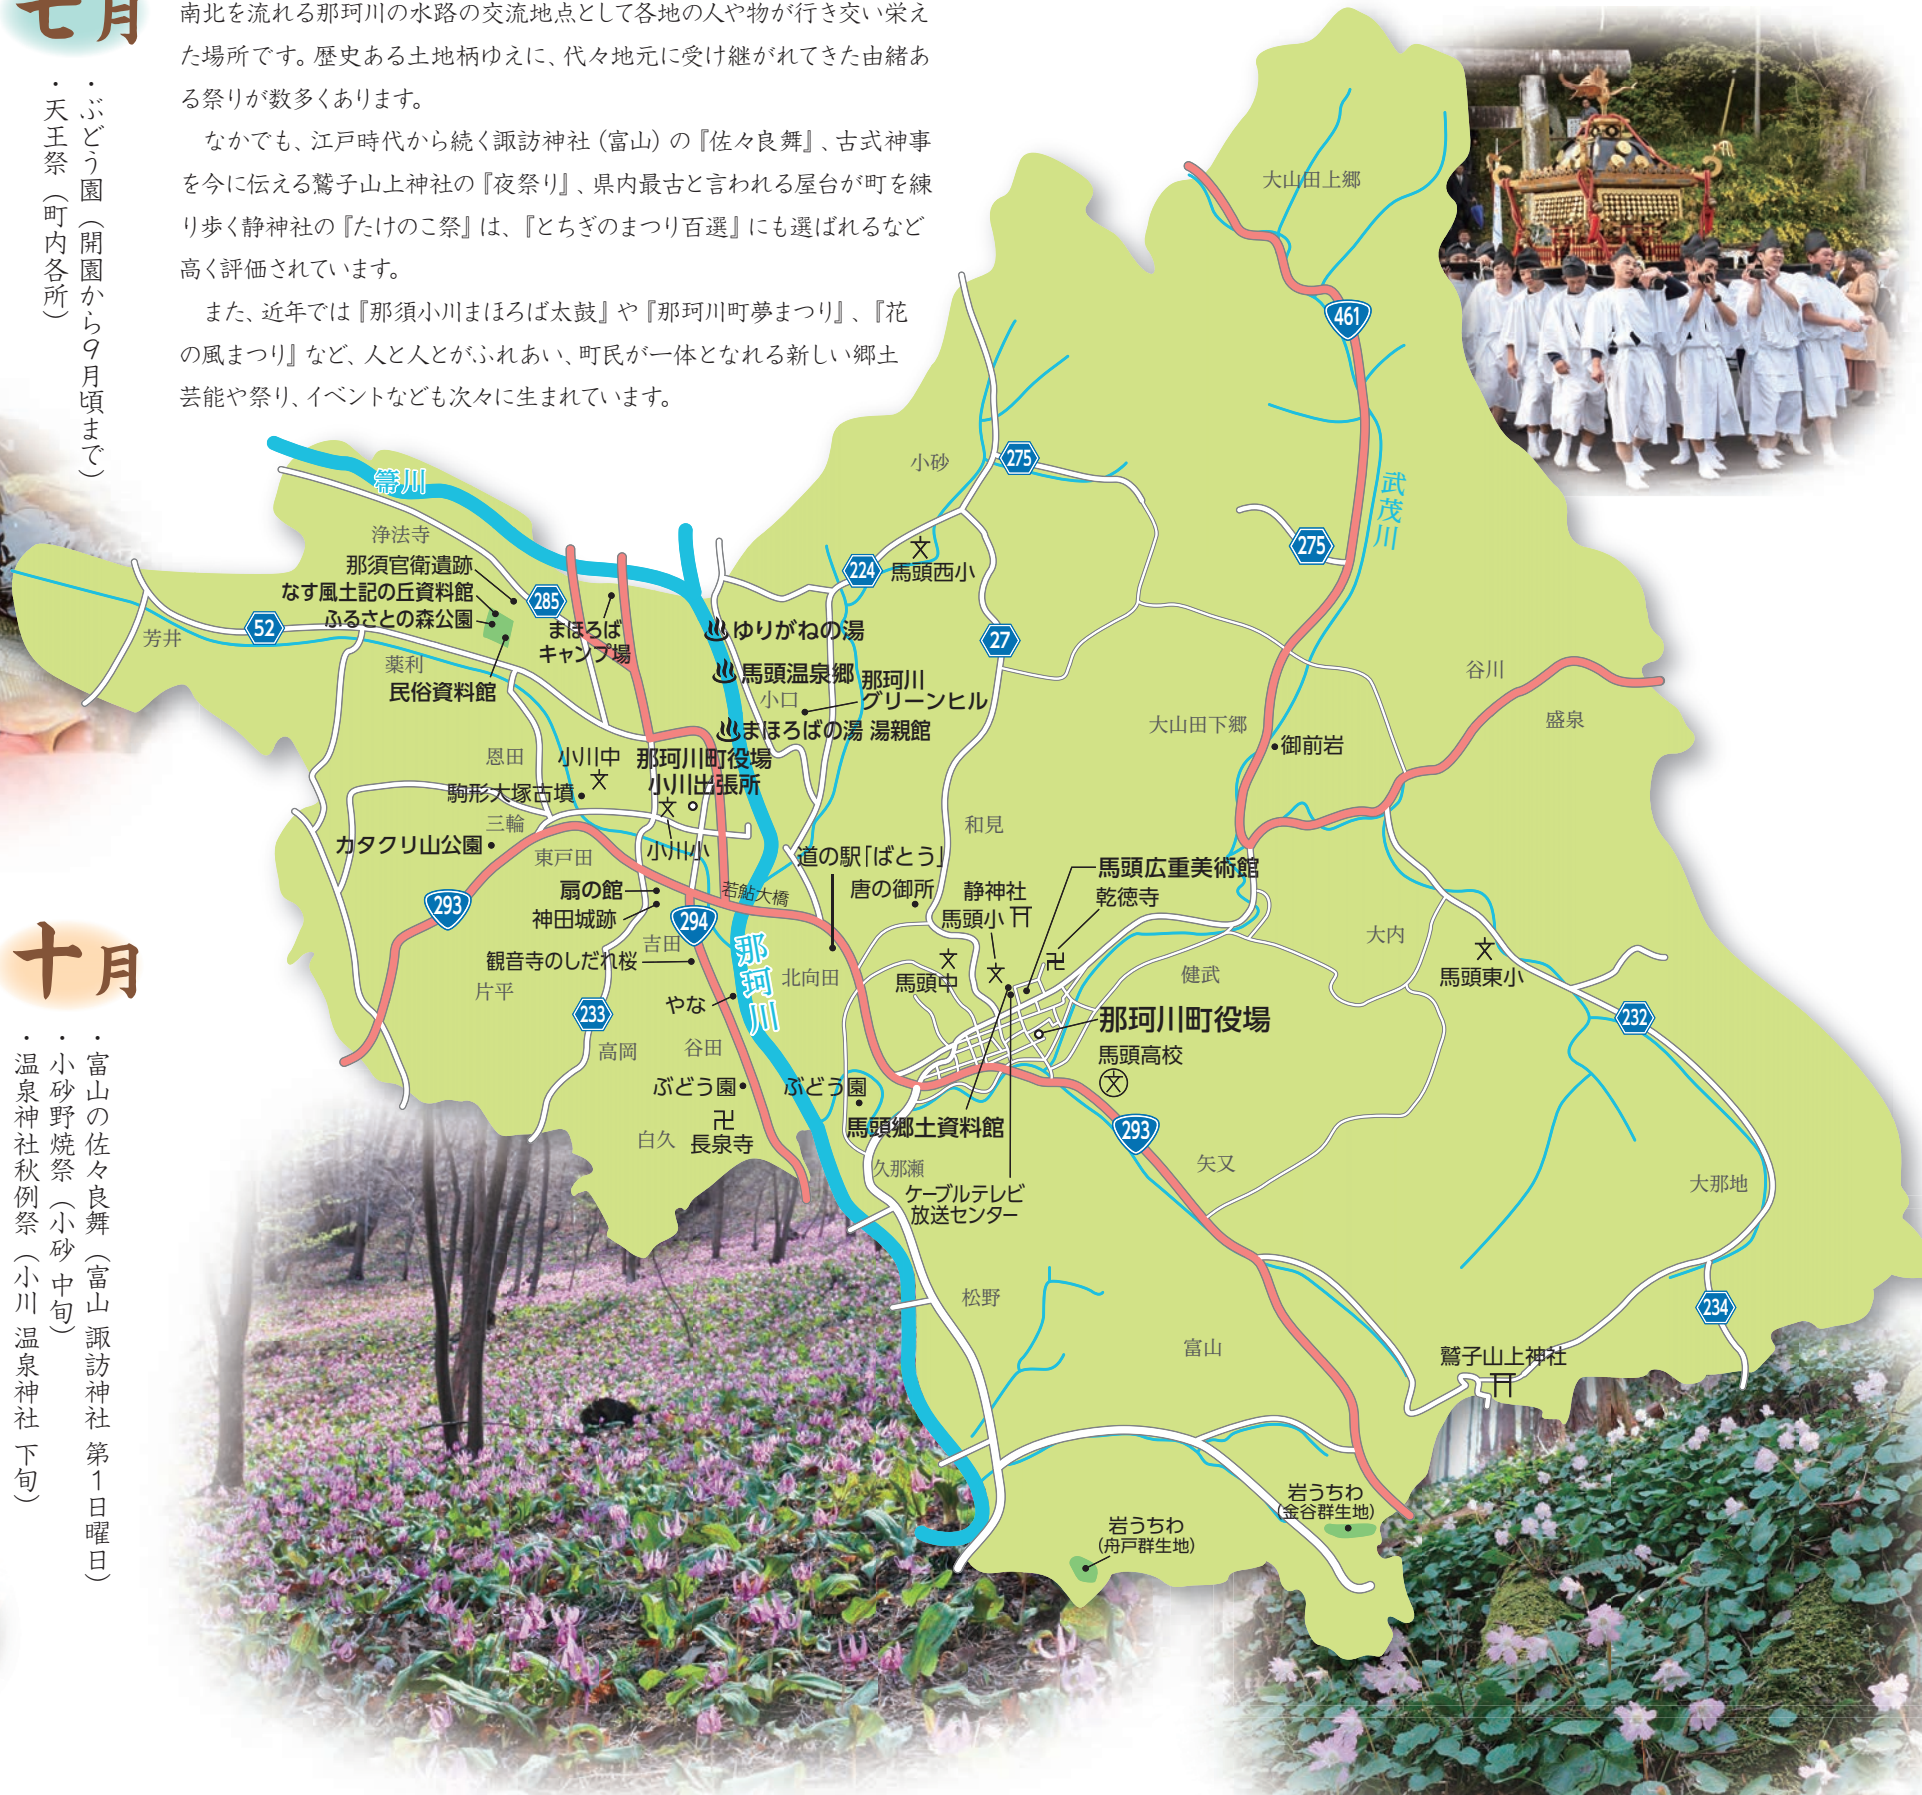 七月
・ぶどう園（開園から9月頃まで）
・天王祭（町内各所）
十月
・富山の佐々良舞（富山 諏訪神社 第1日曜日）
・小砂野焼祭（小砂 中旬）
・温泉神社秋例祭（小川 温泉神社 下旬）
南北を流れる那珂川の水路の交流地点として各地の人や物が行き交い栄え
た場所です。歴史ある土地柄ゆえに、代々地元に受け継がれてきた由緒あ
る祭りが数多くあります。
なかでも、江戸時代から続く諏訪神社（富山）の『佐々良舞』、古式神事
を今に伝える鷲子山上神社の『夜祭り』、県内最古と言われる屋台が町を練
り歩く静神社の『たけのこ祭』は、『とちぎのまつり百選』にも選ばれるなど
高く評価されています。
また、近年では『那須小川まほろば太鼓』や『那珂川町夢まつり』、『花
の風まつり』など、人と人とがふれあい、町民が一体となれる新しい郷土
芸能や祭り、イベントなども次々に生まれています。
大山田上郷
461
箒川
小砂
275
武茂川
浄法寺
那須官衙遺跡
なす風土記の丘資料館
ふるさとの森公園
285
224
文
馬頭西小
275
52
芳井
薬利
民俗資料館
まほろば
キャンプ場
ゆりがねの湯
27
馬頭温泉郷
小口
那珂川
グリーンヒル
まほろばの湯 湯親館
谷川
盛泉
大山田下郷
御前岩
恩田
小川中
文
那珂川町役場
小川出張所
駒形大塚古墳
三輪
文
小川小
カタクリ山公園
東戸田
和見
道の駅「ばとう」
唐の御所
静神社
馬頭小
馬頭広重美術館
乾徳寺
扇の館
神田城跡
293
294
若鮎大橋
吉田
那珂川
観音寺のしだれ桜
片平
北向田
文
馬頭中
文
卍
健武
大内
文
馬頭東小
やな
233
高岡
谷田
那珂川町役場
馬頭高校
文
232
ぶどう園
ぶどう園
卍
長泉寺
白久
馬頭郷土資料館
293
久那瀬
矢又
ケーブルテレビ
放送センター
大那地
松野
富山
234
鷲子山上神社
岩うちわ
（金谷群生地）
岩うちわ
（舟戸群生地）